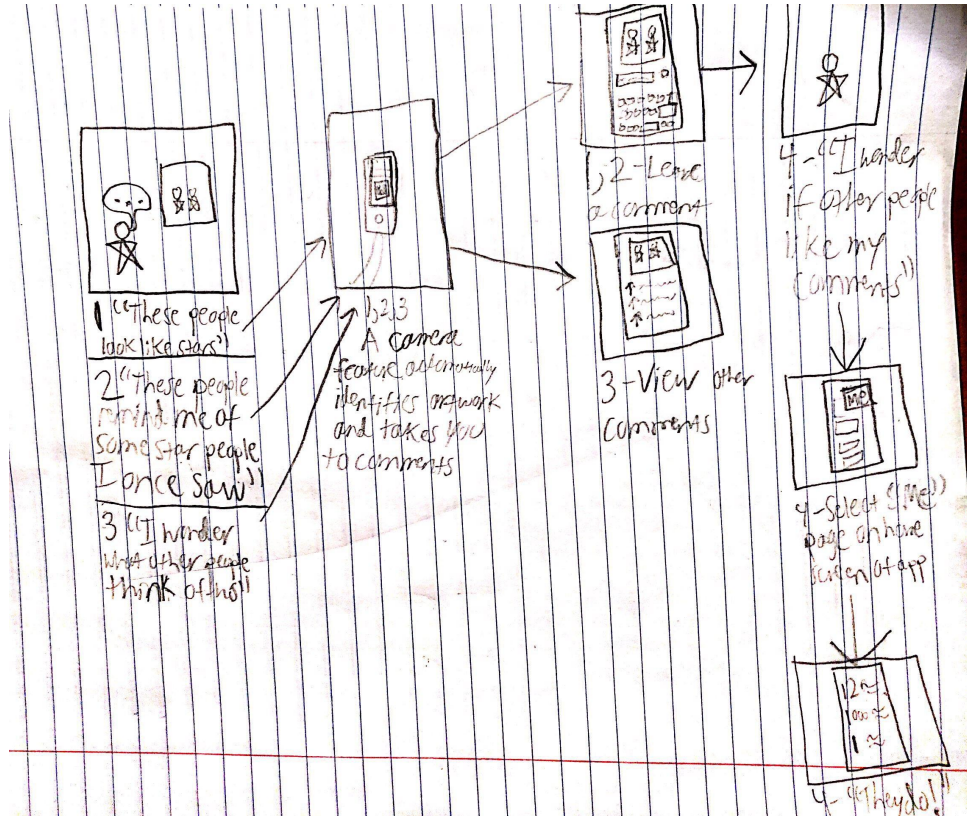 1 "These people
look like stars"
2 "These people
remind me of
some star people
I once saw"
3 "I wonder
what other people
think of this"
1,2,3
A camera
feature automatically
identifies artwork
and takes you
to comments
1,2-Leave
a comment
3-View other
comments
4-"I wonder
if other people
like my
comments"
Me
4-Select "Me"
page on home
screen of app
12
1000
1
4-"They do!"